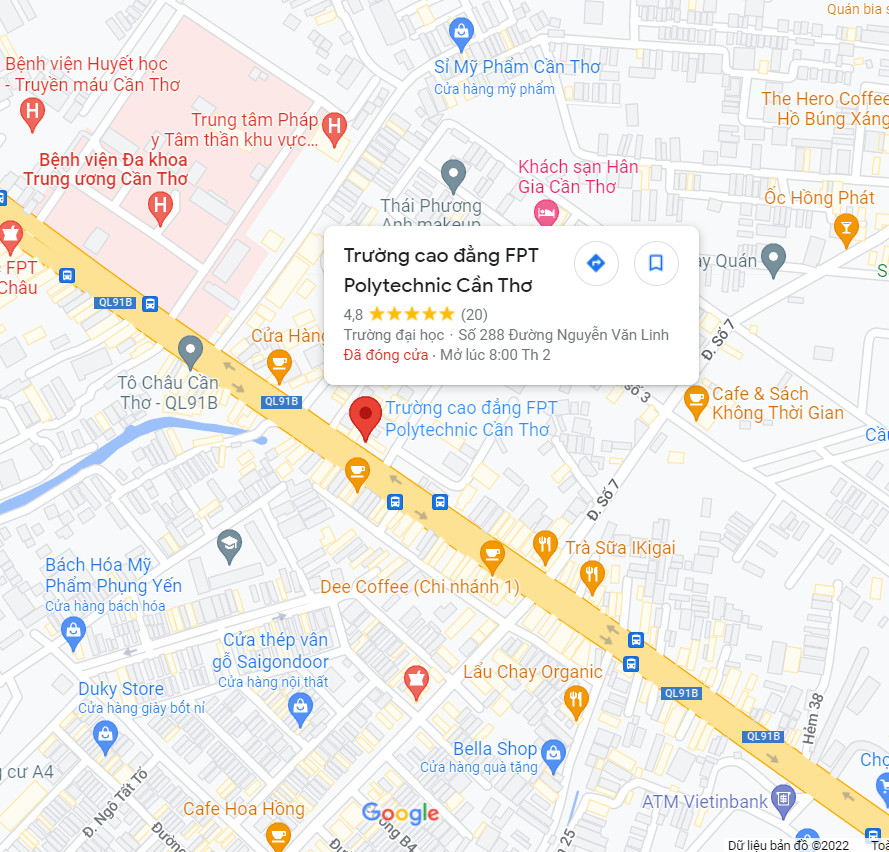 Quán bia s
Bệnh viện Huyết học
- Truyền máu Cần Thơ
Sỉ Mỹ Phẩm Cần Thơ
Cửa hàng mỹ phẩm
The Hero Coffee
Hồ Búng Xáng
Trung tâm Pháp
y Tâm thần khu vực...
Bệnh viện Đa khoa
Trung ương Cần Thơ
Khách sạn Hân
Gia Cần Thơ
Thái Phương
Anh makeup
Ốc Hồng Phát
ay Quán
S
FPT
Châu
QL91B
Trường cao đẳng FPT
Polytechnic Cần Thơ
4,8 ★★★★★ (20)
Trường đại học · Số 288 Đường Nguyễn Văn Linh
Đã đóng cửa · Mở lúc 8:00 Th 2
Cửa Hàng
Đ. Số 7
Tô Châu Cần
Thơ - QL91B
QL91B
số 3
Cafe & Sách
Không Thời Gian
Trường cao đẳng FPT
Polytechnic Cần Thơ
Cầu
Đ. Số 7
Trà Sữa IKigai
Bách Hóa Mỹ
Phẩm Phụng Yến
Cửa hàng bách hóa
Dee Coffee (Chi nhánh 1)
Cửa thép vân
gỗ Saigondoor
Cửa hàng nội thất
Lẩu Chay Organic
Duky Store
Cửa hàng giày bốt nỉ
QL91B
Hẻm 38
QL91B
Bella Shop
Cửa hàng quà tặng
Chợ
cư A4
Đ. Ngô Tất Tố
ATM Vietinbank
Cafe Hoa Hồng
Google
Đường
ông B4
25
Dữ liệu bản đồ ©2022
Toà